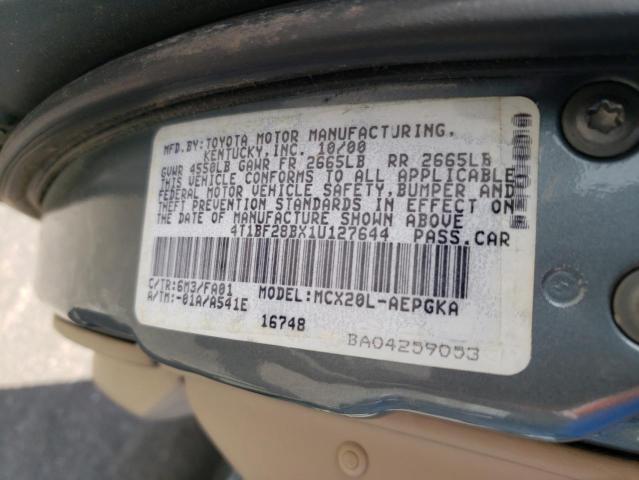 MFD.BY:TOYOTA MOTOR MANUFACTURING,
KENTUCKY, INC. 10/00
GVWR 4550LB GAWR FR 2665LB RR 2665LB
THIS VEHICLE CONFORMS TO ALL APPLICABLE
FEDERAL MOTOR VEHICLE SAFETY, BUMPER AND
THEFT PREVENTION STANDARDS IN EFFECT ON
THE DATE OF MANUFACTURE SHOWN ABOVE.
4T1BF28BX1U127644 PASS.CAR
C/TR:6M3/FA01 MODEL:MCX20L-AEPGKA
A/TM:-01A/A541E
16748
BA04259053